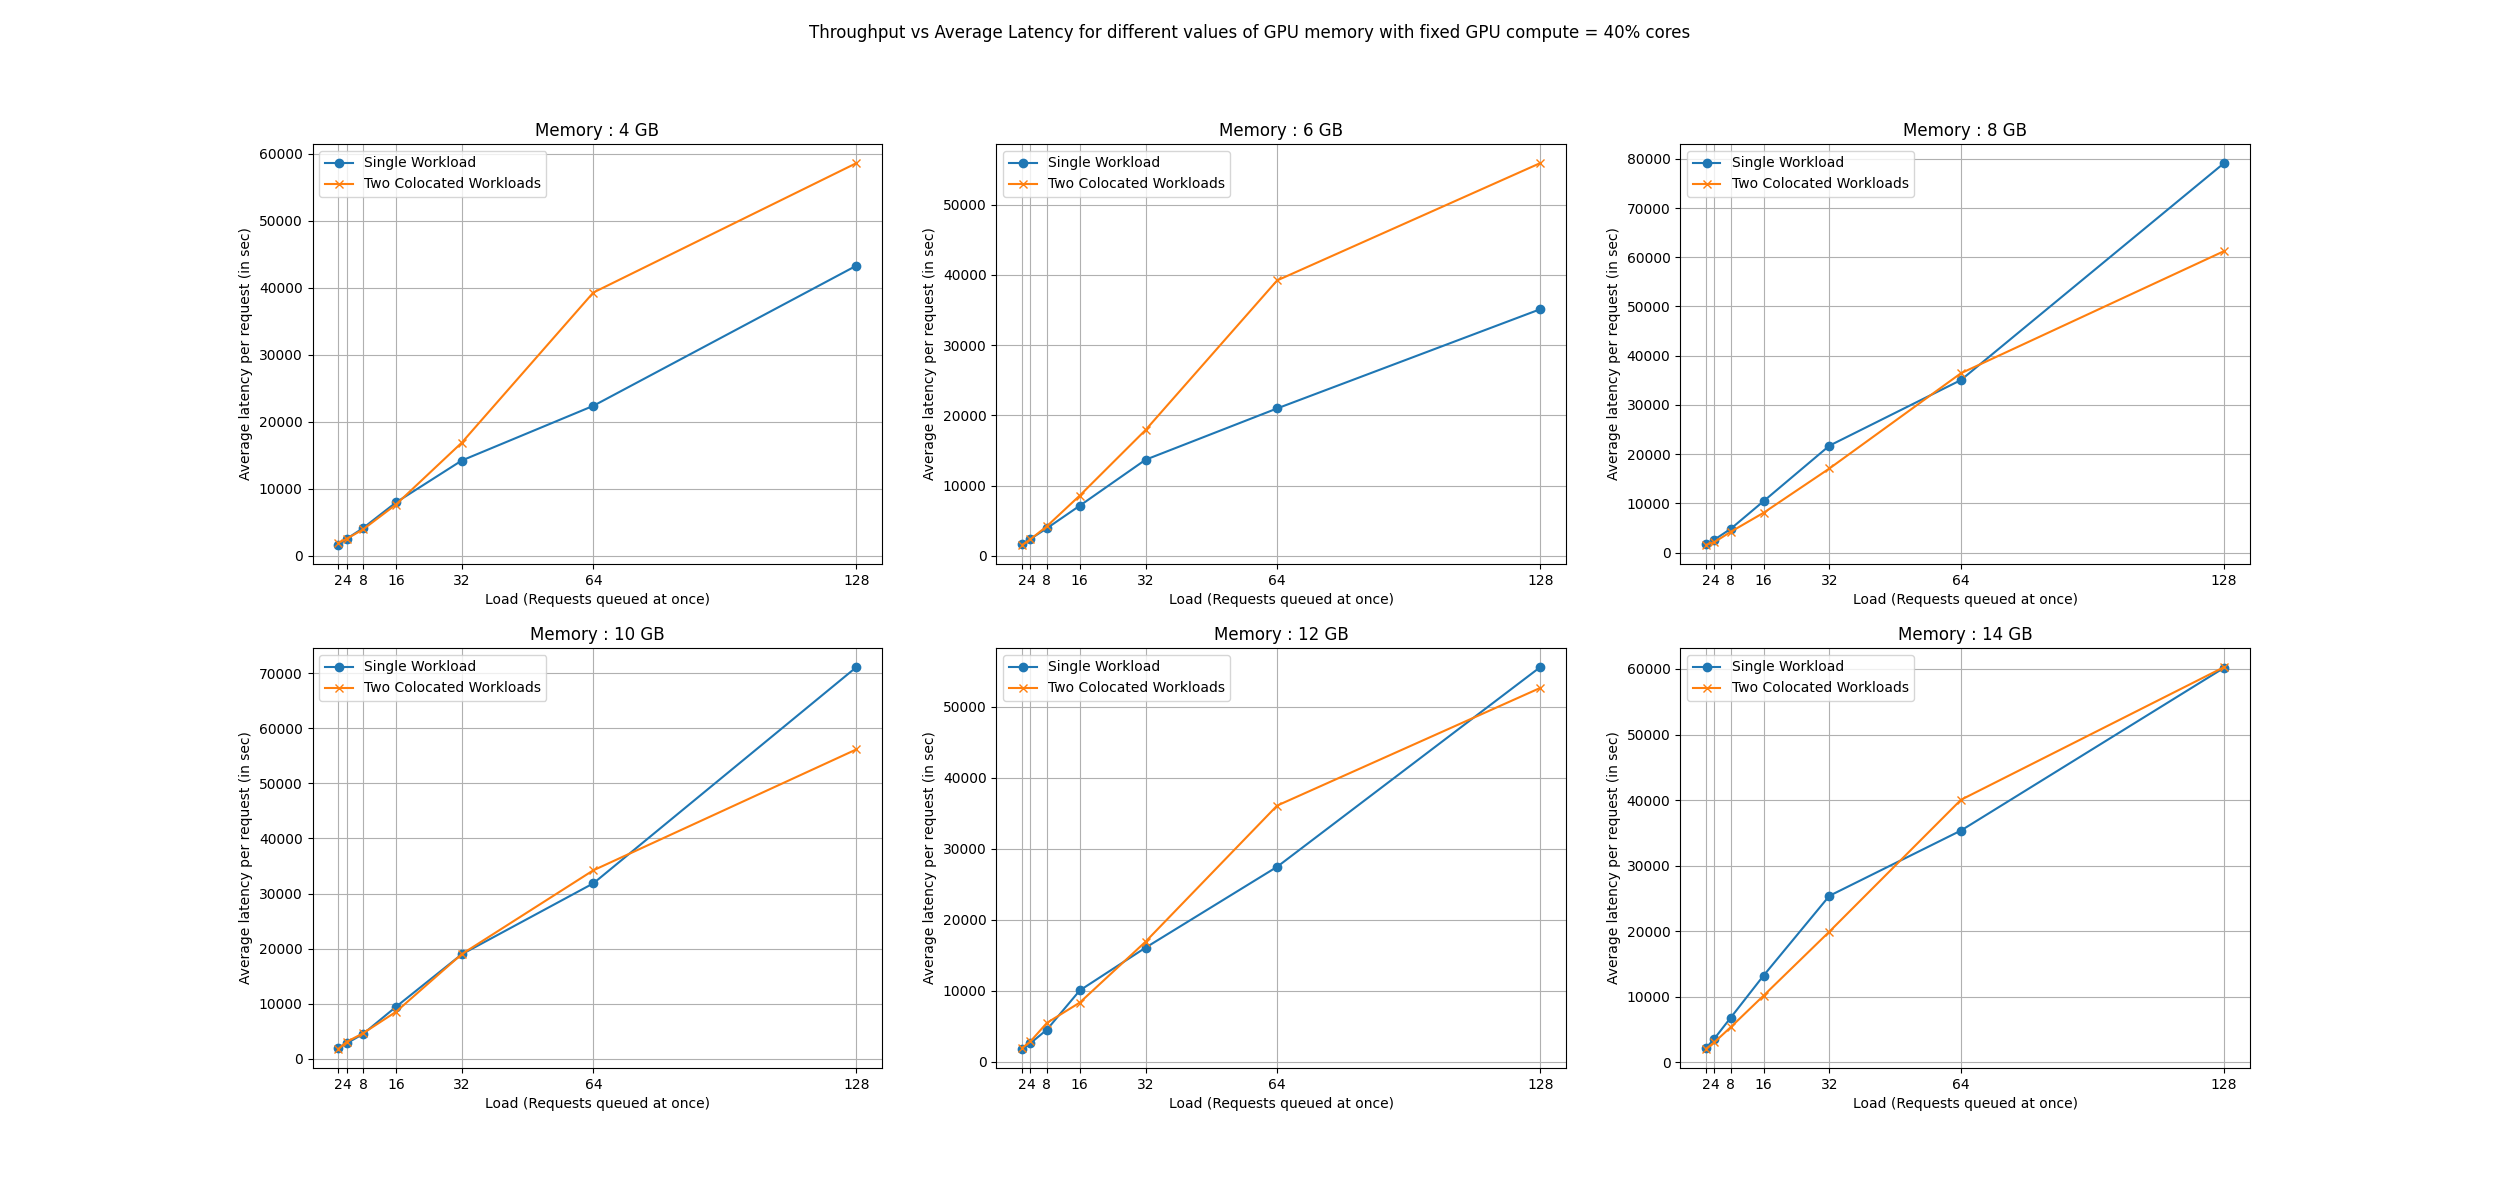 Throughput vs Average Latency for different values of GPU memory with fixed GPU compute = 40% cores
Memory : 4 GB
Single Workload
Two Colocated Workloads
Average latency per request (in sec)
60000
50000
40000
30000
20000
10000
0
2 4 8 16 32 64 128
Load (Requests queued at once)
Memory : 6 GB
Single Workload
Two Colocated Workloads
Average latency per request (in sec)
50000
40000
30000
20000
10000
0
2 4 8 16 32 64 128
Load (Requests queued at once)
Memory : 8 GB
Single Workload
Two Colocated Workloads
Average latency per request (in sec)
80000
70000
60000
50000
40000
30000
20000
10000
0
2 4 8 16 32 64 128
Load (Requests queued at once)
Memory : 10 GB
Single Workload
Two Colocated Workloads
Average latency per request (in sec)
70000
60000
50000
40000
30000
20000
10000
0
2 4 8 16 32 64 128
Load (Requests queued at once)
Memory : 12 GB
Single Workload
Two Colocated Workloads
Average latency per request (in sec)
50000
40000
30000
20000
10000
0
2 4 8 16 32 64 128
Load (Requests queued at once)
Memory : 14 GB
Single Workload
Two Colocated Workloads
Average latency per request (in sec)
60000
50000
40000
30000
20000
10000
0
2 4 8 16 32 64 128
Load (Requests queued at once)